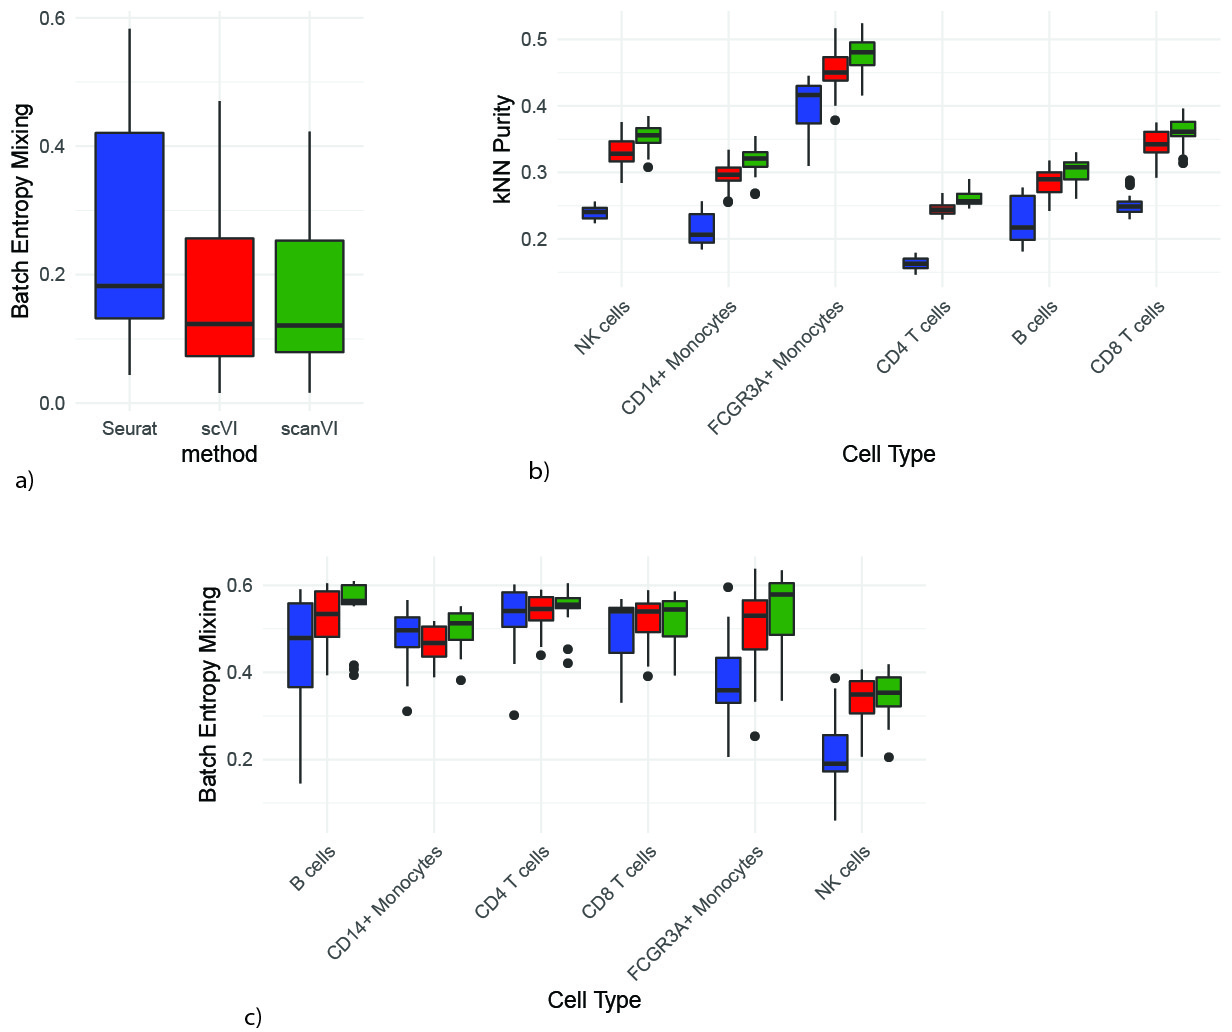 Batch Entropy Mixing
0.6
0.4
0.2
0.0
Seurat
scVI
scanVI
method
a)
kNN Purity
0.5
0.4
0.3
0.2
NK cells
CD14+ Monocytes
FCGR3A+ Monocytes
CD4 T cells
B cells
CD8 T cells
Cell Type
b)
Batch Entropy Mixing
0.6
0.4
0.2
B cells
CD14+ Monocytes
CD4 T cells
CD8 T cells
FCGR3A+ Monocytes
NK cells
Cell Type
c)